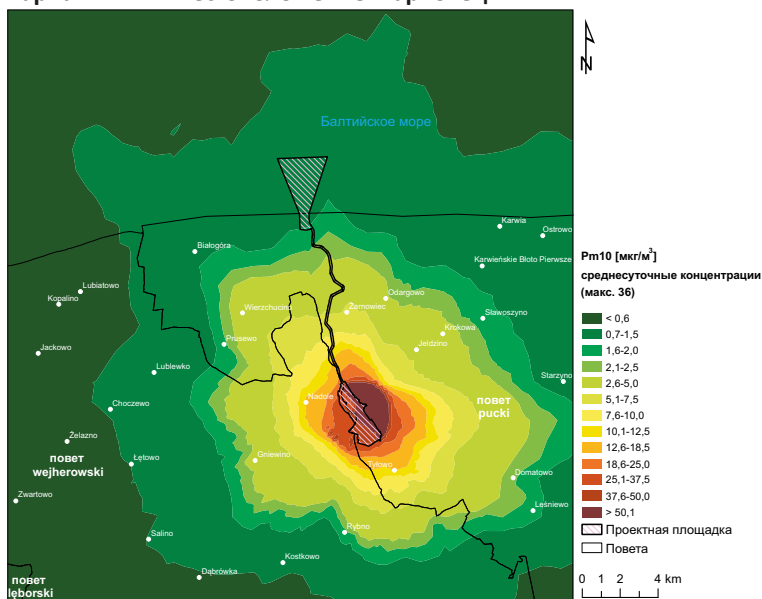 Балтийское море
N
Karwia
Ostrowo
Białogóra
Karwieńskie Błoto Pierwsze
Lubiatowo
Kopalino
Odargowo
Wierzchucino
Żarnowiec
Sławoszyno
Krokowa
Prusewo
Jeldzino
Jackowo
Lublewko
Starzyno
Choczewo
Nadole
повет
pucki
Żelazno
повет
wejherowski
Łętowo
Gniewino
Tyłowo
Domatowo
Zwartowo
Leśniewo
Salino
Rybno
Kostkowo
Dąbrówka
повет
lęborski
Pm10 [мкг/м³]
среднесуточные концентрации
(макс. 36)
< 0,6
0,7-1,5
1,6-2,0
2,1-2,5
2,6-5,0
5,1-7,5
7,6-10,0
10,1-12,5
12,6-18,5
18,6-25,0
25,1-37,5
37,6-50,0
> 50,1
Проектная площадка
Повета
0 1 2 4 km